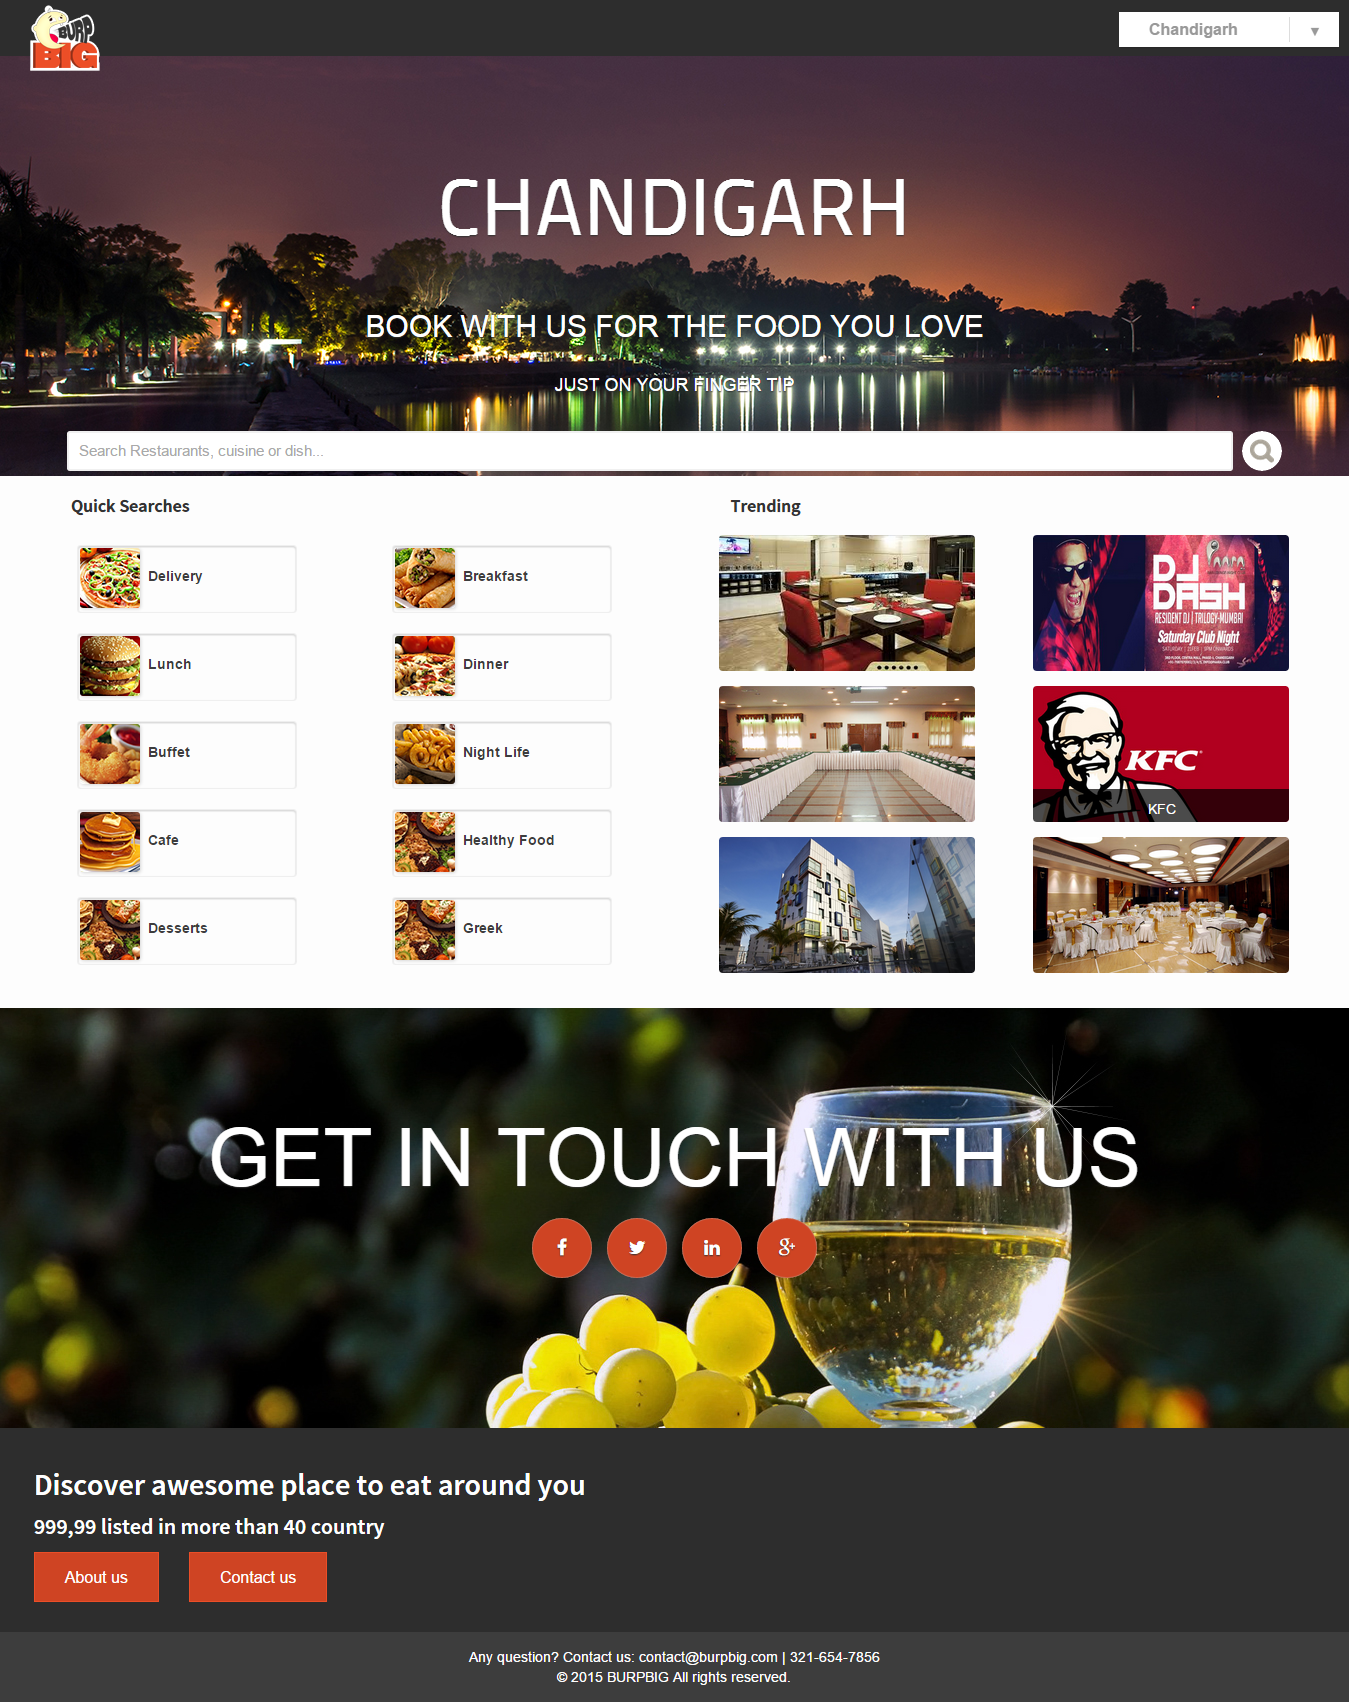 BURP
BIG
Chandigarh
CHANDIGARH
BOOK WITH US FOR THE FOOD YOU LOVE
JUST ON YOUR FINGER TIP
Search Restaurants, cuisine or dish...
Quick Searches
Trending
Delivery
Breakfast
Lunch
Dinner
Buffet
Night Life
Cafe
Healthy Food
Desserts
Greek
DJ
DASH
RESIDENT DJ | TRILOGY-MUMBAI
Saturday Club Night
KFC
KFC
GET IN TOUCH WITH US
Discover awesome place to eat around you
999,99 listed in more than 40 country
About us
Contact us
Any question? Contact us: contact@burpbig.com | 321-654-7856
© 2015 BURPBIG All rights reserved.